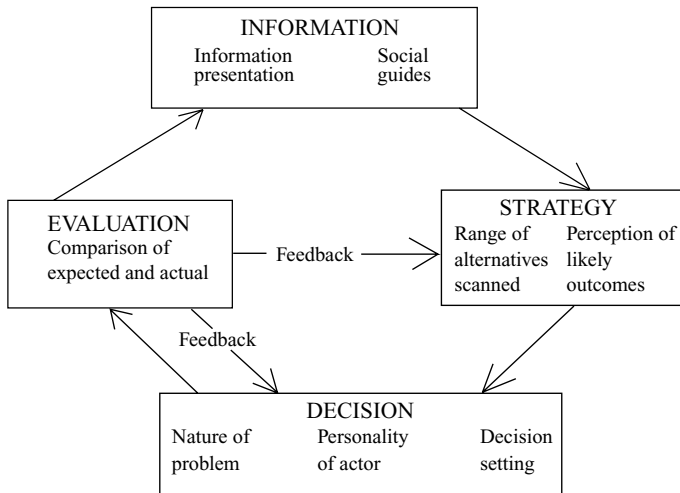 INFORMATION
Information Social
presentation guides
EVALUATION
Comparison of
expected and actual
Feedback
STRATEGY
Range of Perception of
alternatives likely
scanned outcomes
Feedback
DECISION
Nature of Personality Decision
problem of actor setting